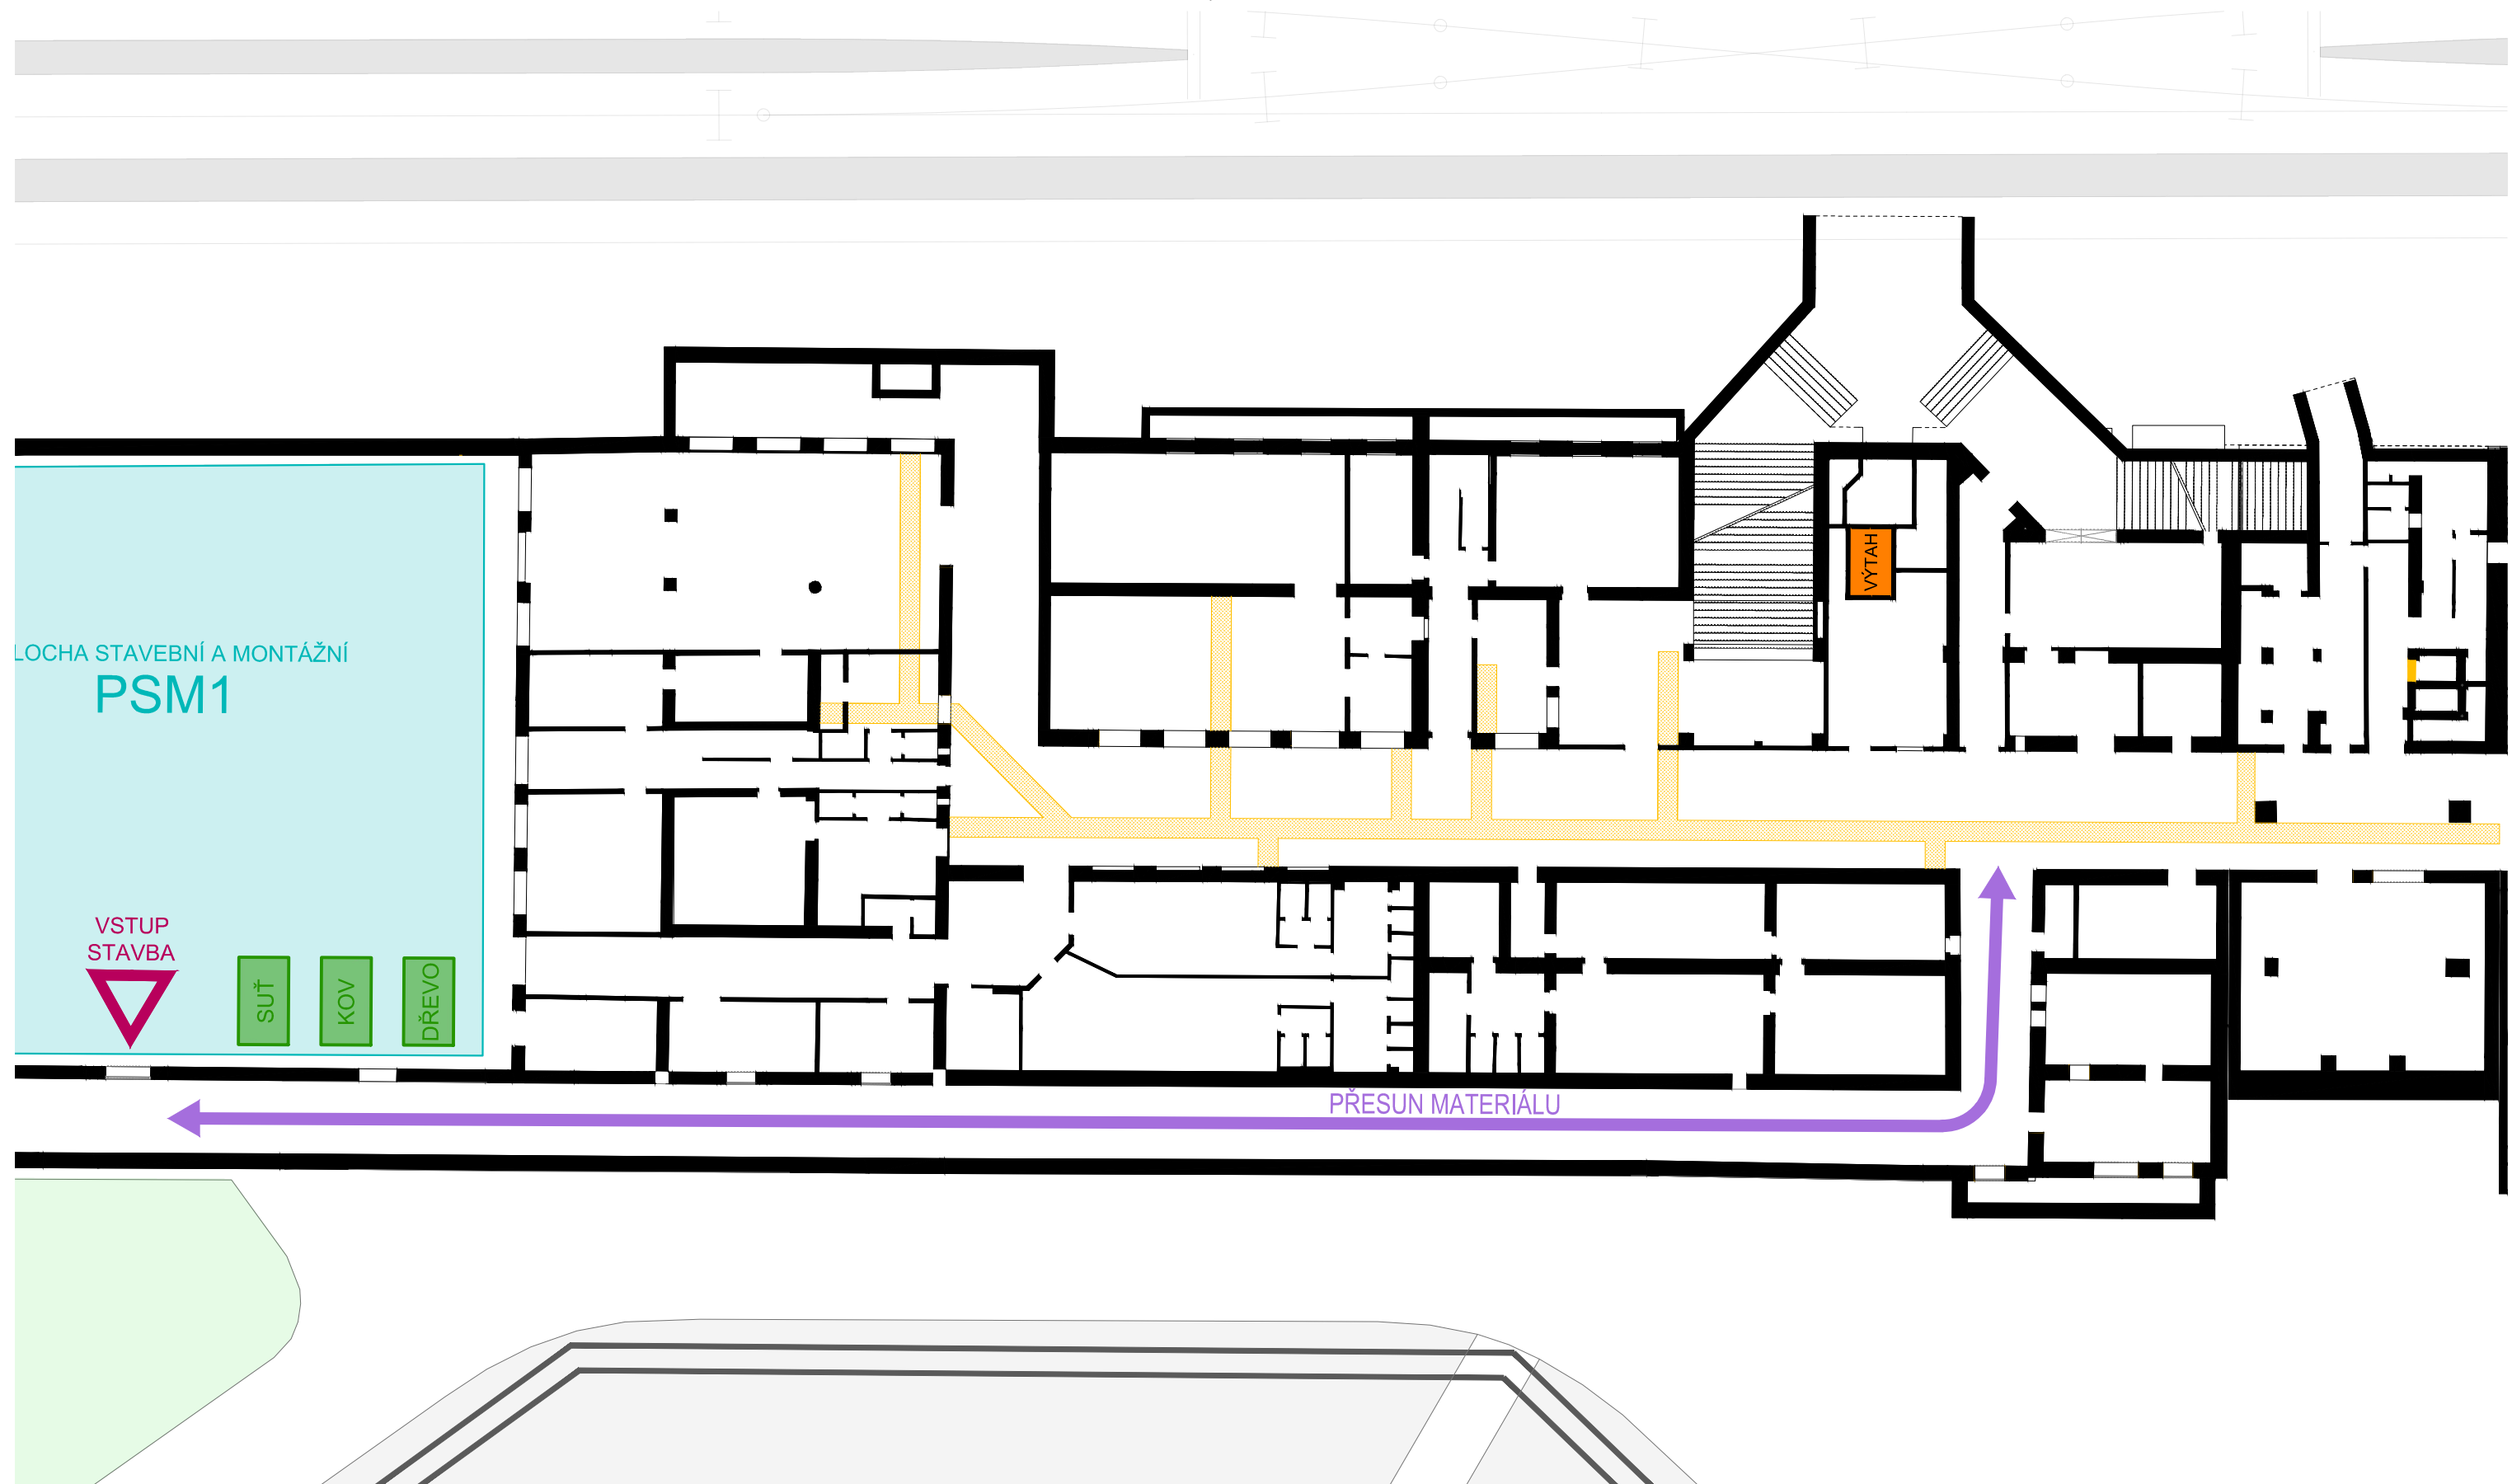 VÝTAH
LOCHA STAVEBNÍ A MONTÁŽNÍ
PSM1
VSTUP
STAVBA
SUŤ
KOV
DŘEVO
PŘESUN MATERIÁLU